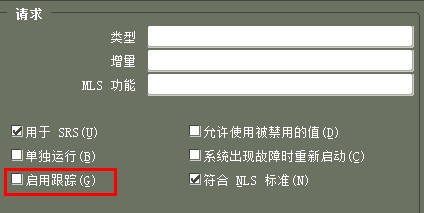 请求
类型
增量
MLS 功能
用于 SRS(U) 允许使用被禁用的值(D)
单独运行(B) 系统出现故障时重新启动(C)
启用跟踪(G) 符合 NLS 标准(N)